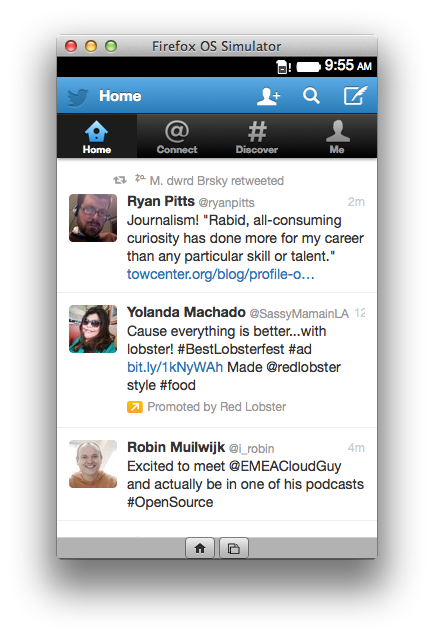 Firefox OS Simulator
9:55 AM
Home
Home
Connect
Discover
Me
M. dwrd Brsky retweeted
Ryan Pitts @ryanpitts 2m
Journalism! "Rabid, all-consuming
curiosity has done more for my career
than any particular skill or talent."
towcenter.org/blog/profile-o…
Yolanda Machado @SassyMamainLA 12
Cause everything is better...with
lobster! #BestLobsterfest #ad
bit.ly/1kNyWAh Made @redlobster
style #food
Promoted by Red Lobster
Robin Muilwijk @i_robin 4m
Excited to meet @EMEACloudGuy
and actually be in one of his podcasts
#OpenSource